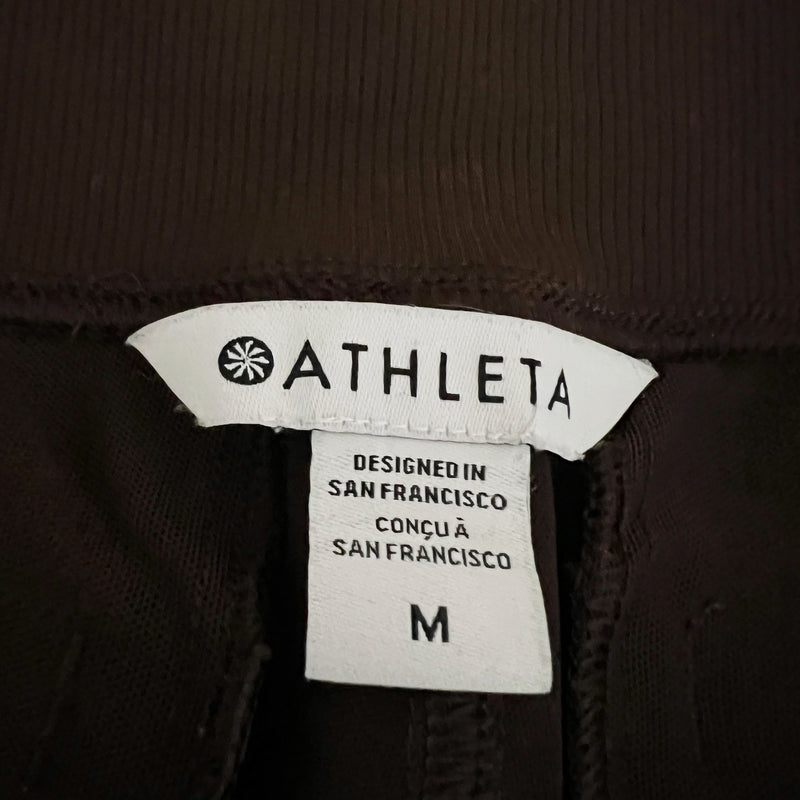 ATHLETA
DESIGNED IN
SAN FRANCISCO
CONÇU À
SAN FRANCISCO
M